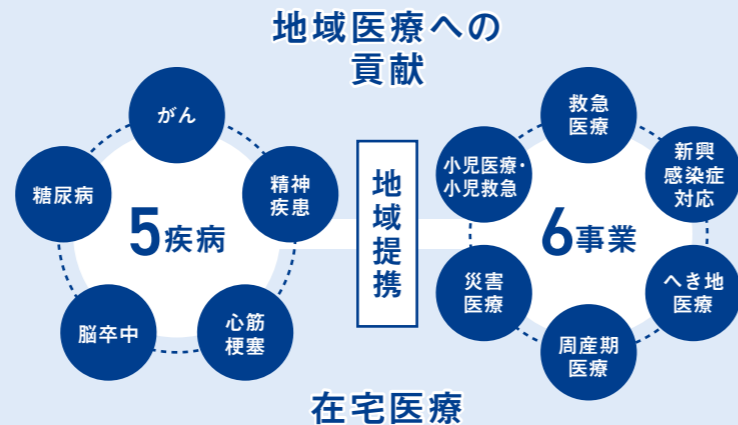 地域医療への
貢献
がん
精神
疾患
心筋
梗塞
脳卒中
糖尿病
5疾病
地域提携
救急
医療
新興
感染症
対応
へき地
医療
周産期
医療
災害
医療
小児医療・
小児救急
6事業
在宅医療